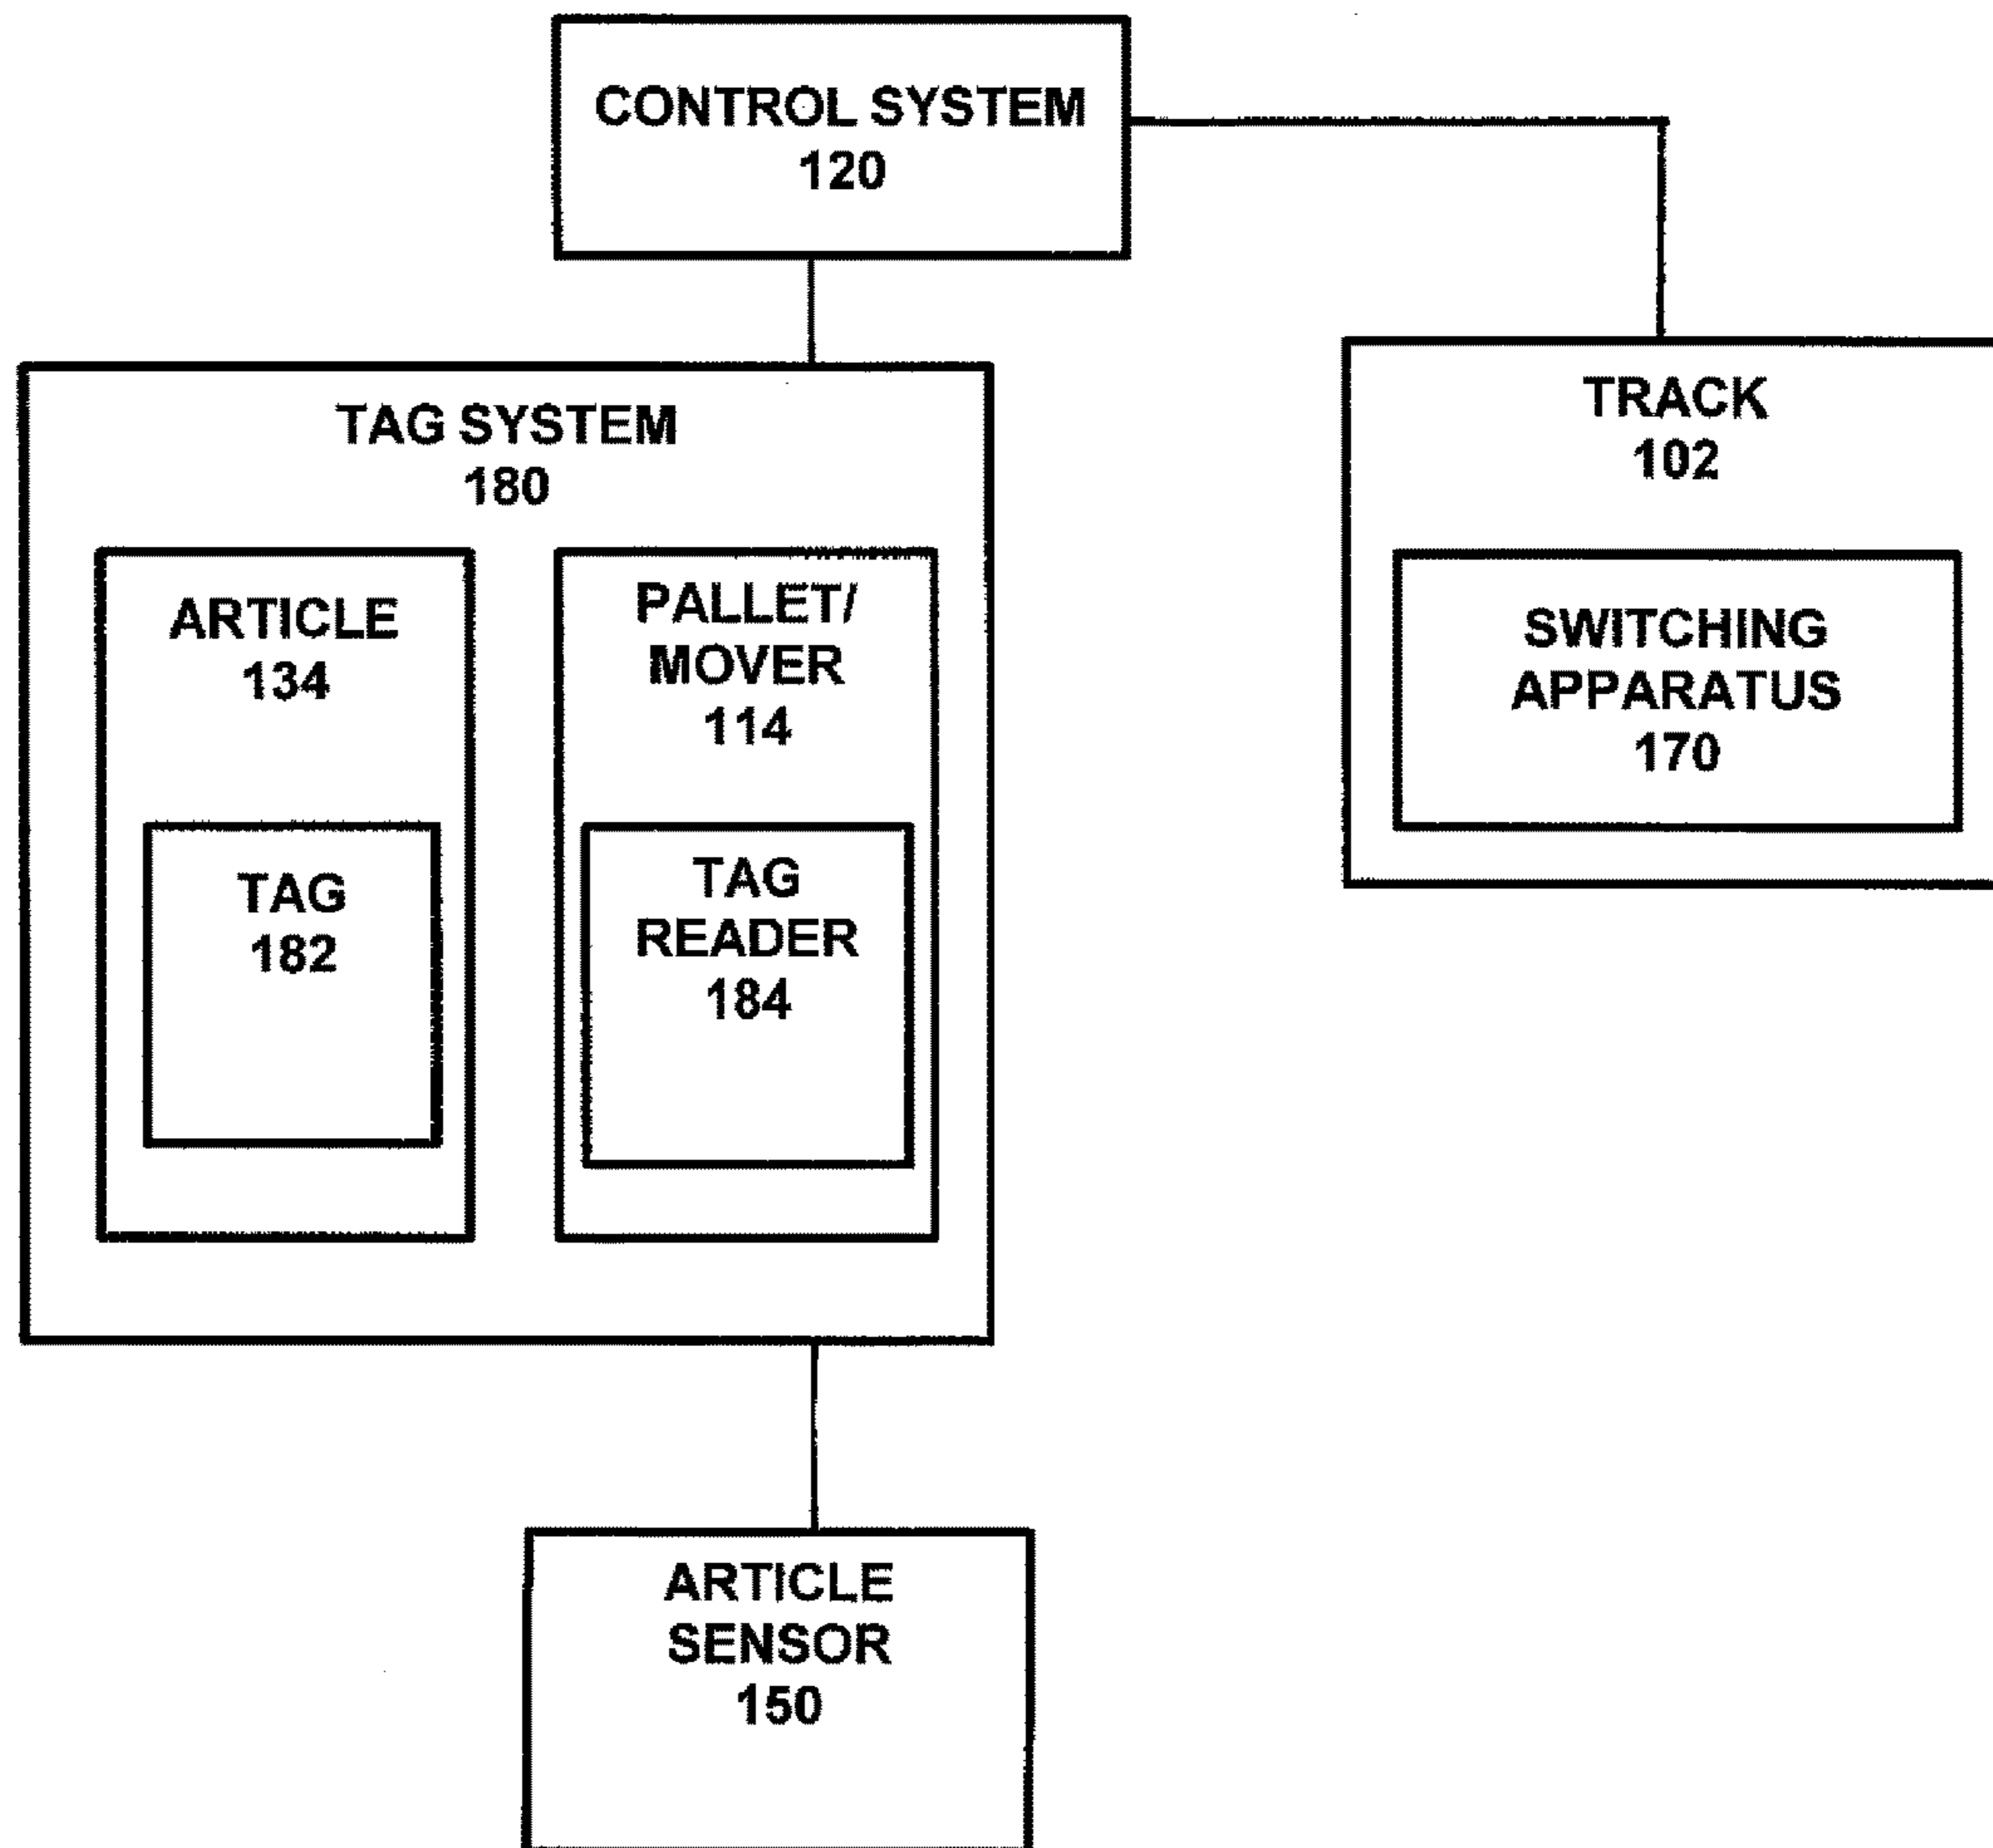 CONTROL SYSTEM
120
TAG SYSTEM
180
ARTICLE
134
TAG
182
PALLET/
MOVER
114
TAG
READER
184
TRACK
102
SWITCHING
APPARATUS
170
ARTICLE
SENSOR
150